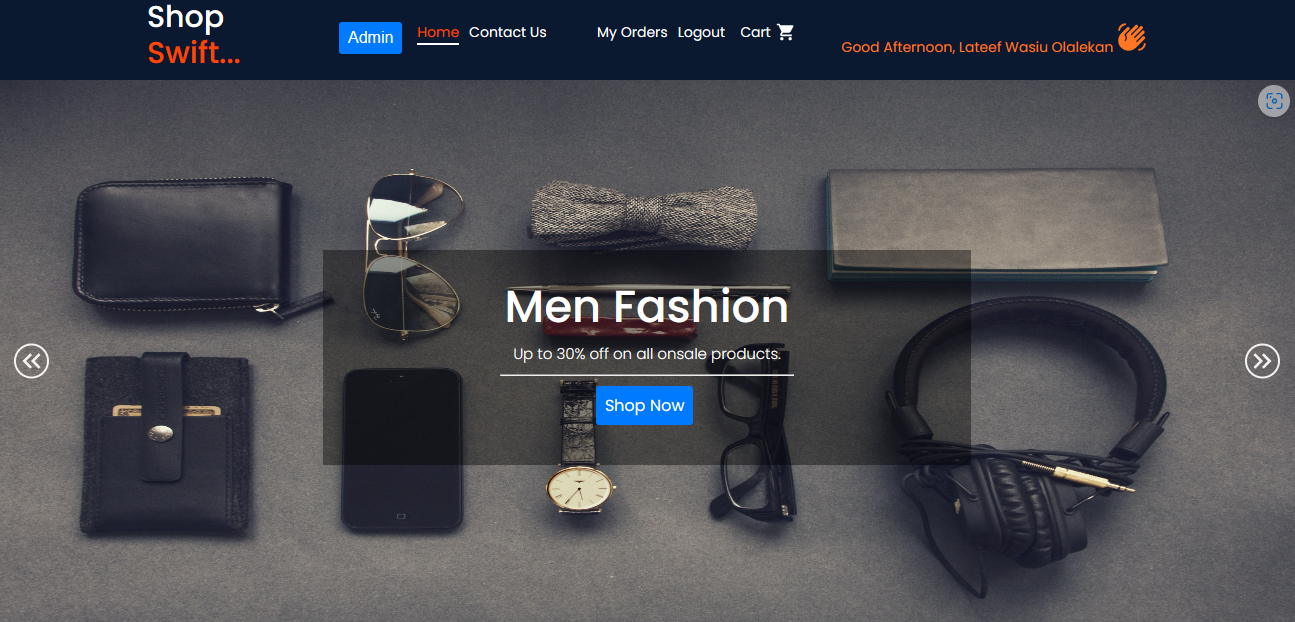 Shop
Swift...
Admin
Home
Contact Us
My Orders
Logout
Cart
Good Afternoon, Lateef Wasiu Olalekan
Men Fashion
Up to 30% off on all onsale products.
Shop Now